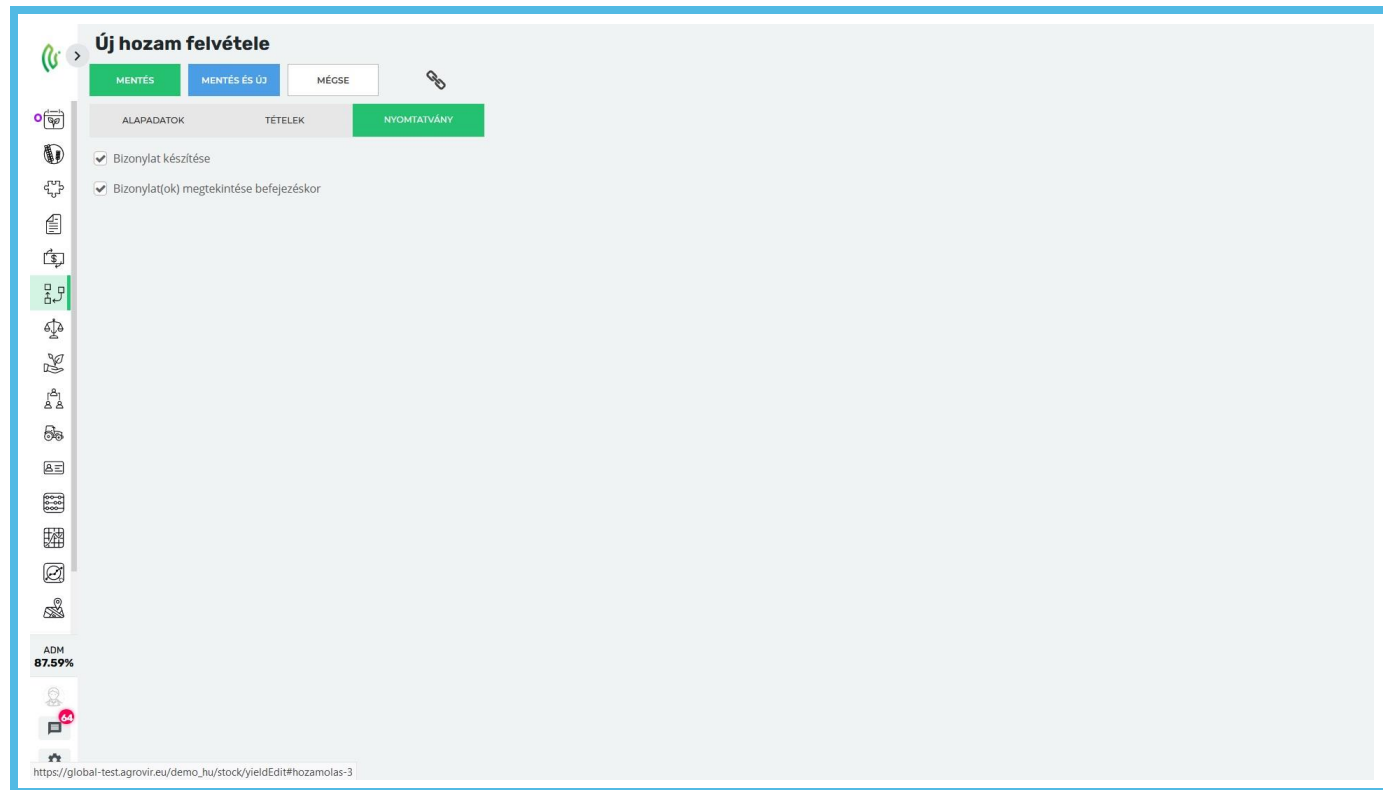 Új hozam felvétele
MENTÉS
MENTÉS ÉS ÚJ
MÉGSE
ALAPADATOK
TÉTELEK
NYOMTATVÁNY
Bizonylat készítése
Bizonylat(ok) megtekintése befejezéskor
ADM
87.59%
64
https://global-test.agrovir.eu/demo_hu/stock/yieldEdit#hozamolas-3